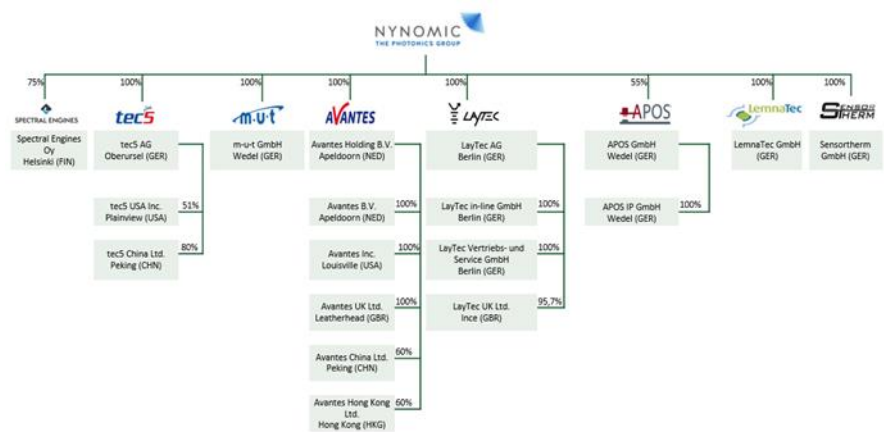 NYNOMIC
THE PHOTONICS GROUP
75%
100%
100%
100%
100%
55%
100%
100%
SPECTRAL ENGINES
tec5
m·u·t
AVANTES
LAYTEC
APOS
LemnaTec
SENSOR
THERM
Spectral Engines
Oy
Helsinki (FIN)
tec5 AG
Oberursel (GER)
m-u-t GmbH
Wedel (GER)
Avantes Holding B.V.
Apeldoorn (NED)
LayTec AG
Berlin (GER)
APOS GmbH
Wedel (GER)
LemnaTec GmbH
(GER)
Sensortherm
GmbH (GER)
tec5 USA Inc.
Plainview (USA)
51%
Avantes B.V.
Apeldoorn (NED)
100%
LayTec in-line GmbH
Berlin (GER)
100%
APOS IP GmbH
Wedel (GER)
100%
tec5 China Ltd.
Peking (CHN)
80%
Avantes Inc.
Louisville (USA)
100%
LayTec Vertriebs- und
Service GmbH
Berlin (GER)
100%
Avantes UK Ltd.
Leatherhead (GBR)
100%
LayTec UK Ltd.
Ince (GBR)
95,7%
Avantes China Ltd.
Peking (CHN)
60%
Avantes Hong Kong
Ltd.
Hong Kong (HKG)
60%